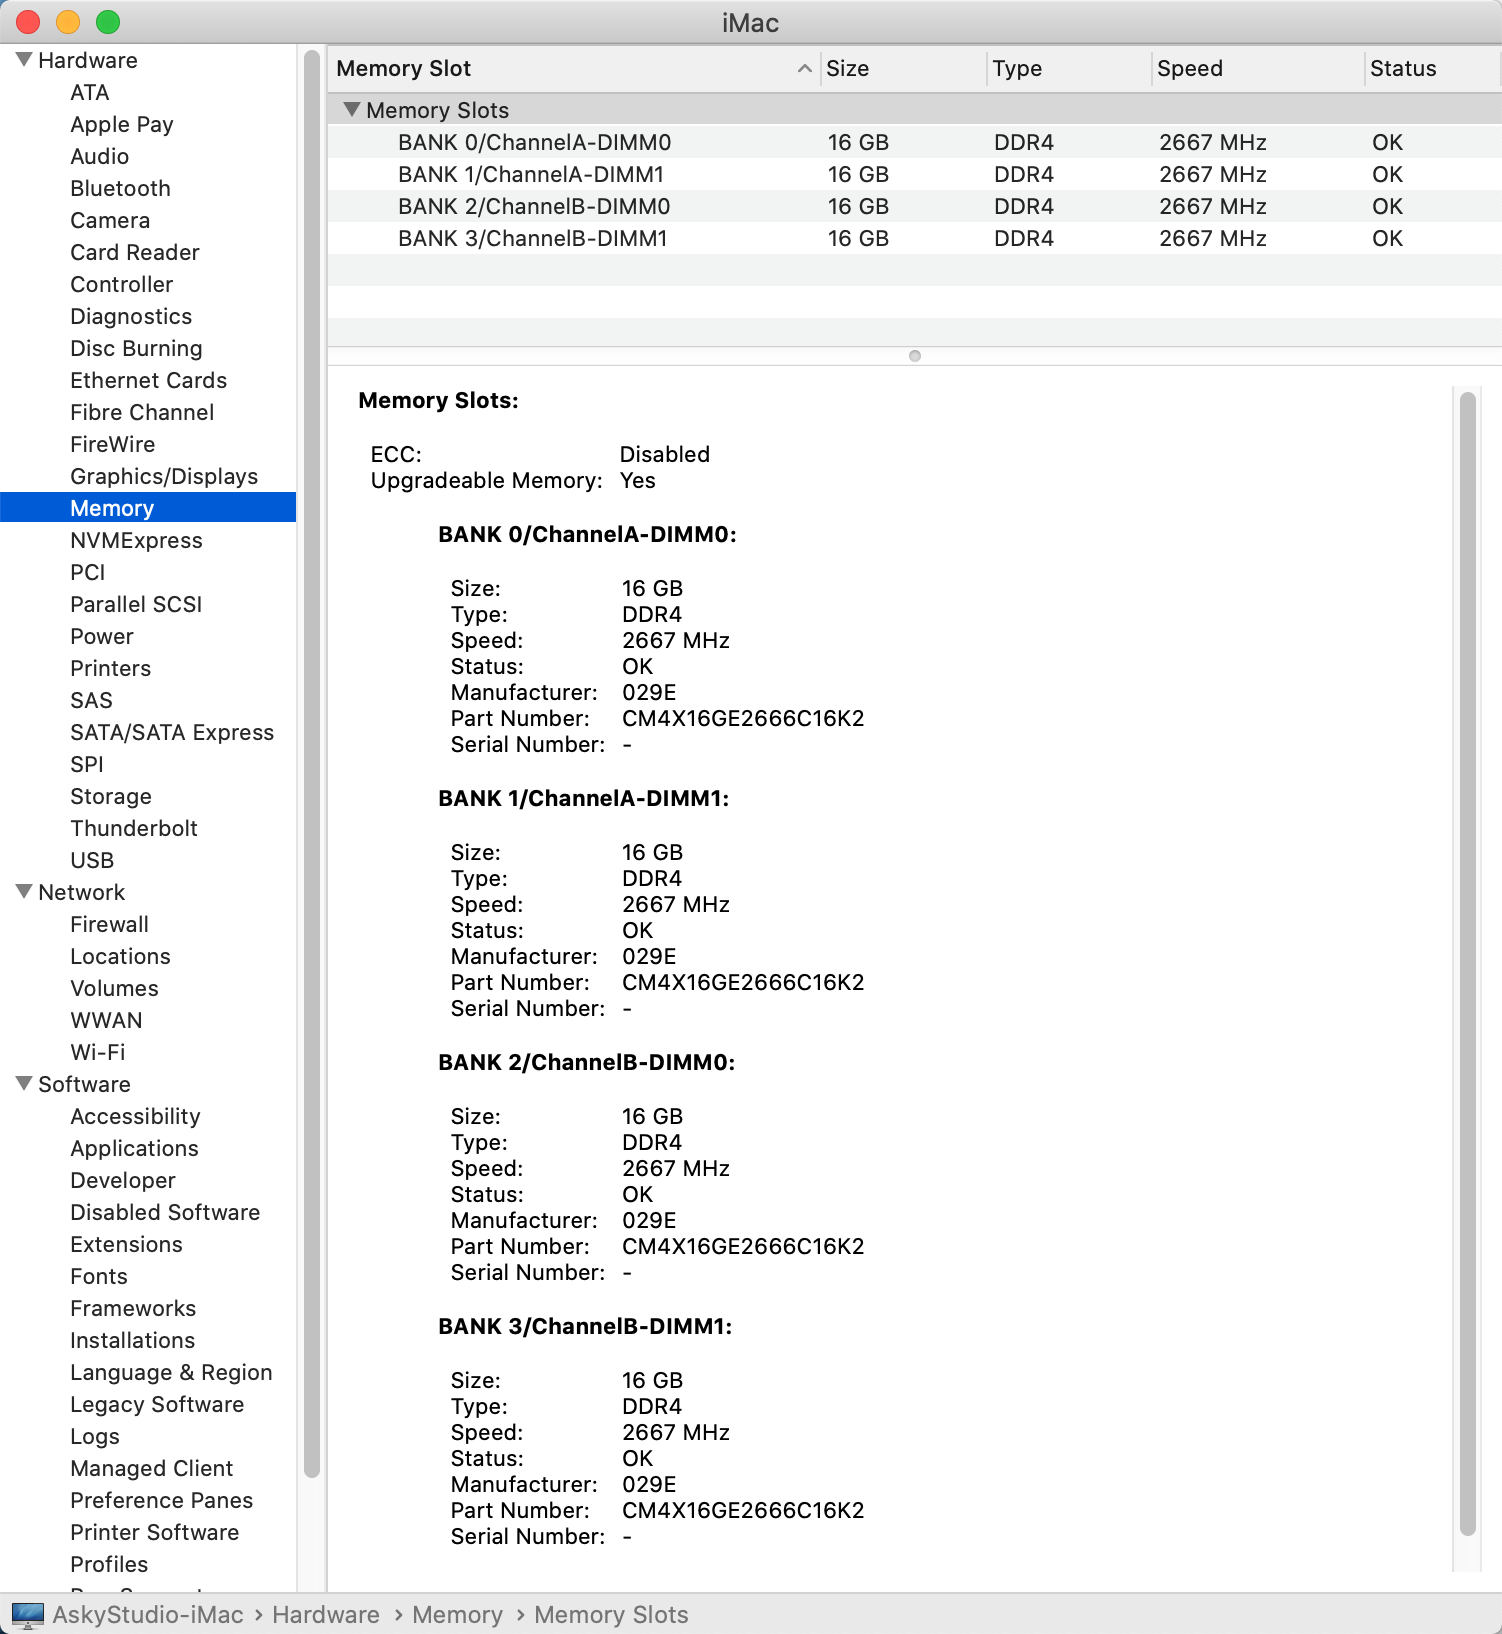 iMac
Hardware
ATA
Apple Pay
Audio
Bluetooth
Camera
Card Reader
Controller
Diagnostics
Disc Burning
Ethernet Cards
Fibre Channel
FireWire
Graphics/Displays
Memory
NVMExpress
PCI
Parallel SCSI
Power
Printers
SAS
SATA/SATA Express
SPI
Storage
Thunderbolt
USB
Network
Firewall
Locations
Volumes
WWAN
Wi-Fi
Software
Accessibility
Applications
Developer
Disabled Software
Extensions
Fonts
Frameworks
Installations
Language & Region
Legacy Software
Logs
Managed Client
Preference Panes
Printer Software
Profiles
Memory Slot Size Type Speed Status
Memory Slots
BANK 0/ChannelA-DIMM0 16 GB DDR4 2667 MHz OK
BANK 1/ChannelA-DIMM1 16 GB DDR4 2667 MHz OK
BANK 2/ChannelB-DIMM0 16 GB DDR4 2667 MHz OK
BANK 3/ChannelB-DIMM1 16 GB DDR4 2667 MHz OK
Memory Slots:
ECC: Disabled
Upgradeable Memory: Yes
BANK 0/ChannelA-DIMM0:
Size: 16 GB
Type: DDR4
Speed: 2667 MHz
Status: OK
Manufacturer: 029E
Part Number: CM4X16GE2666C16K2
Serial Number: -
BANK 1/ChannelA-DIMM1:
Size: 16 GB
Type: DDR4
Speed: 2667 MHz
Status: OK
Manufacturer: 029E
Part Number: CM4X16GE2666C16K2
Serial Number: -
BANK 2/ChannelB-DIMM0:
Size: 16 GB
Type: DDR4
Speed: 2667 MHz
Status: OK
Manufacturer: 029E
Part Number: CM4X16GE2666C16K2
Serial Number: -
BANK 3/ChannelB-DIMM1:
Size: 16 GB
Type: DDR4
Speed: 2667 MHz
Status: OK
Manufacturer: 029E
Part Number: CM4X16GE2666C16K2
Serial Number: -
AskyStudio-iMac › Hardware › Memory › Memory Slots